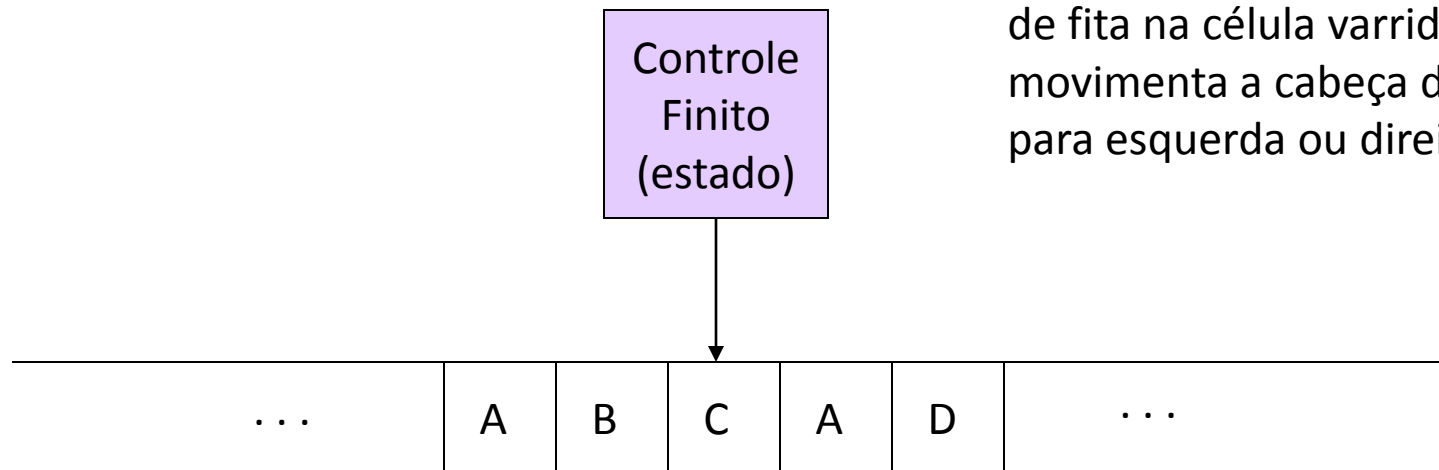 de fita na célula
movimenta a cabeça
para esquerda ou
Controle
Finito
(estado)
. . . A B C A D . . .